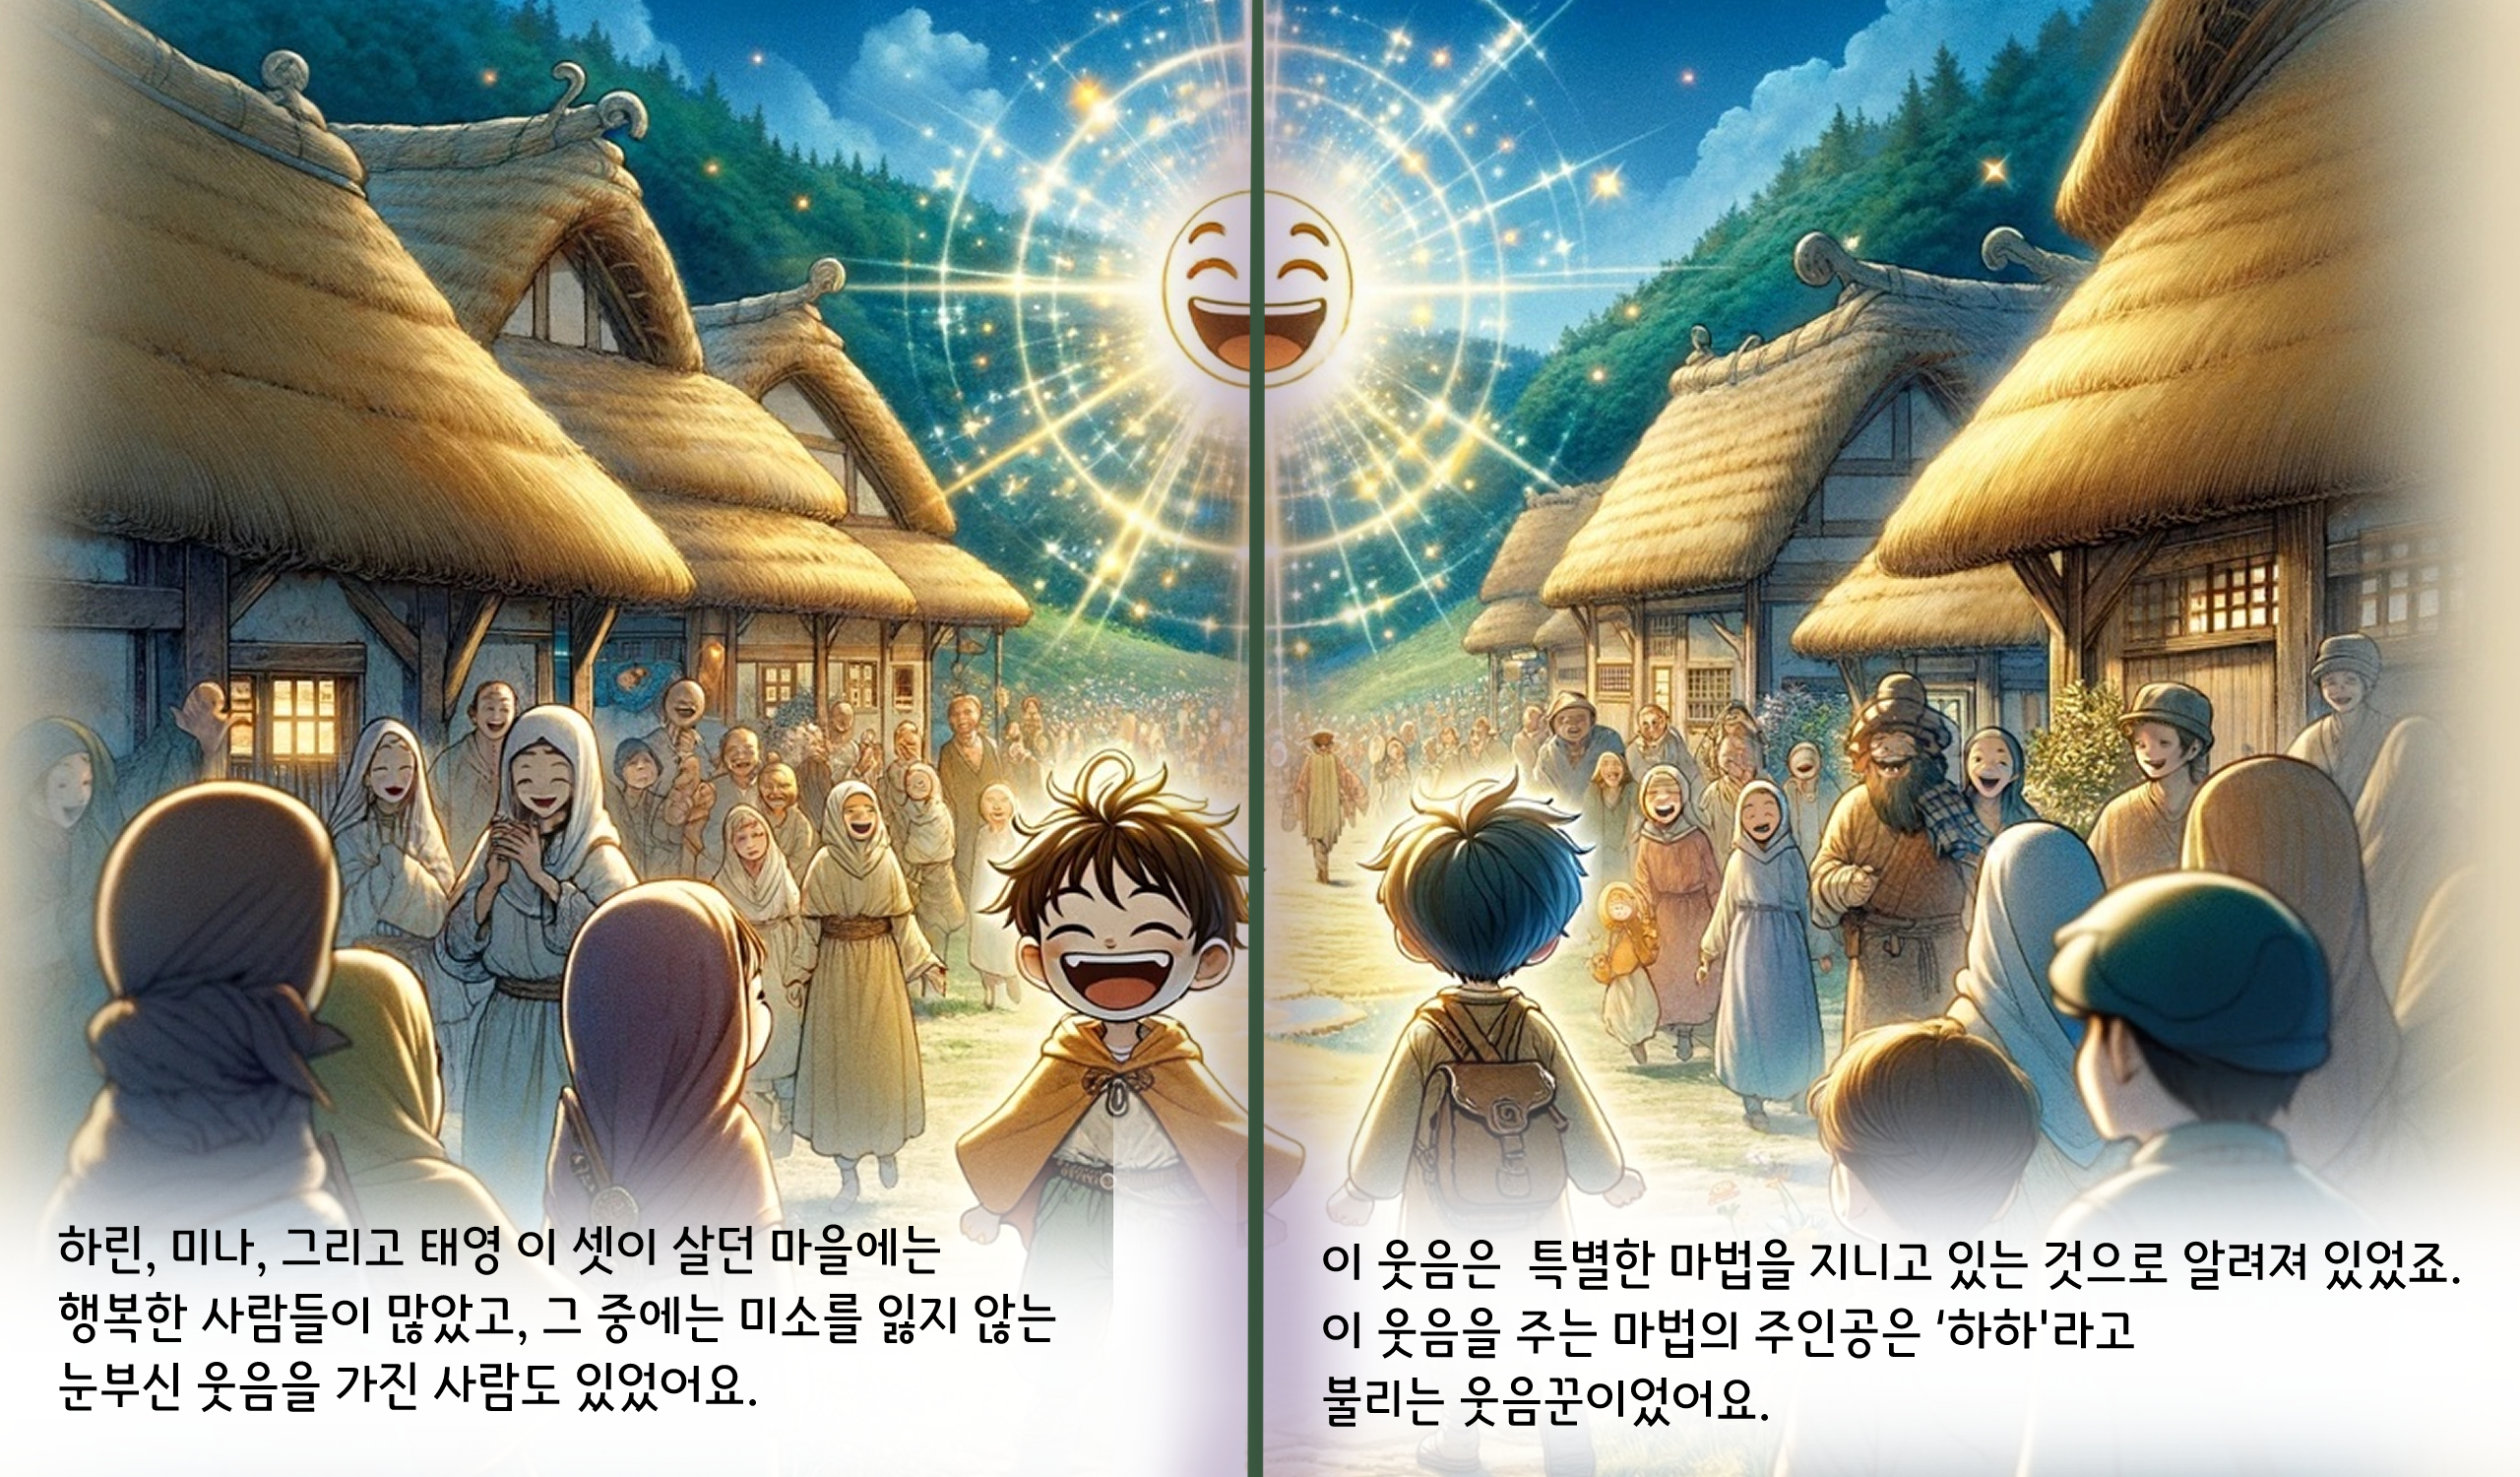 하린, 미나, 그리고 태영 이 셋이 살던 마을에는
행복한 사람들이 많았고, 그 중에는 미소를 잃지 않는
눈부신 웃음을 가진 사람도 있었어요.
이 웃음은  특별한 마법을 지니고 있는 것으로 알려져 있었죠.
이 웃음을 주는 마법의 주인공은 ‘하하'라고
불리는 웃음꾼이었어요.